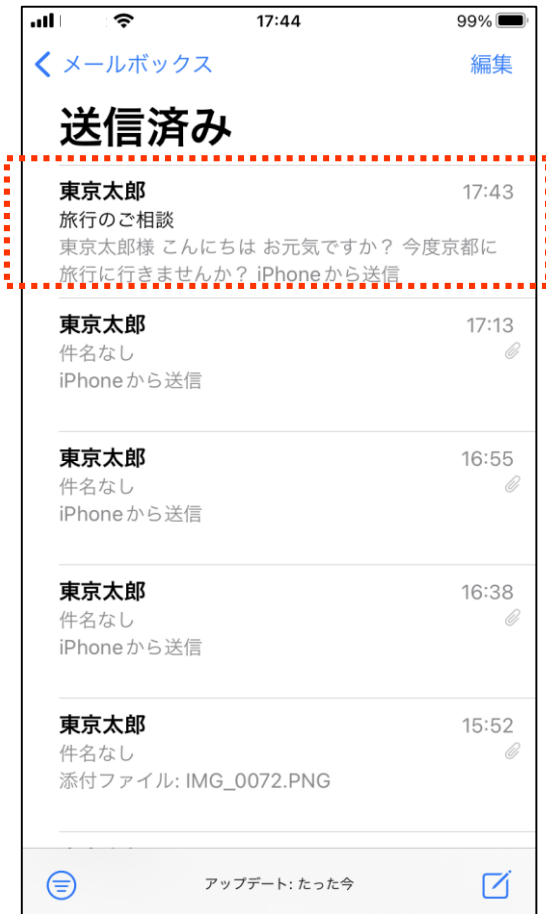 17:44
99%
メールボックス
編集
送信済み
東京太郎
17:43
旅行のご相談
東京太郎様 こんにちは お元気ですか? 今度京都に
旅行に行きませんか? iPhoneから送信
東京太郎
17:13
件名なし
iPhoneから送信
東京太郎
16:55
件名なし
iPhoneから送信
東京太郎
16:38
件名なし
iPhoneから送信
東京太郎
15:52
件名なし
添付ファイル: IMG_0072.PNG
アップデート: たった今